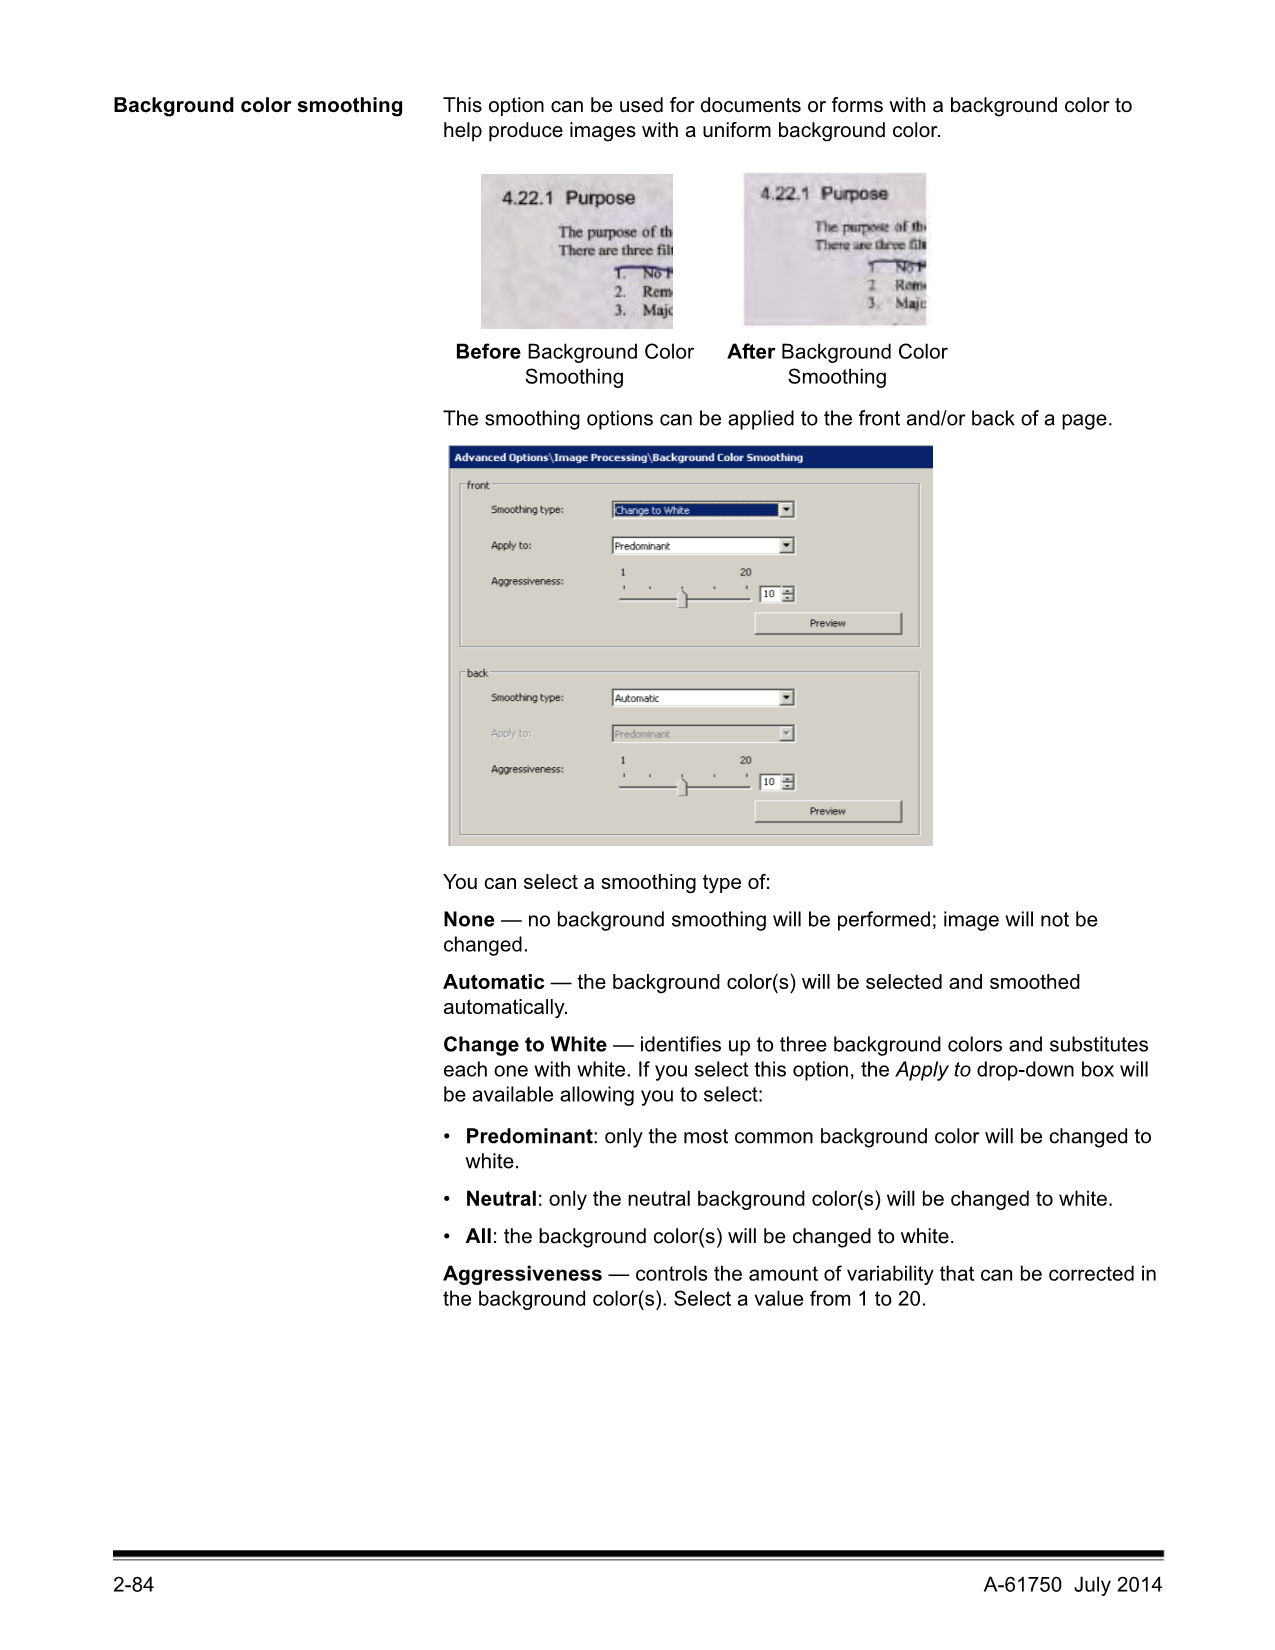 Background color smoothing
This option can be used for documents or forms with a background color to
help produce images with a uniform background color.
4.22.1 Purpose
The purpose of th
There are three fil
1. No F
2. Rem
3. Majo
4.22.1 Purpose
The purpose of the
There are three filt
1 No F
2 Rem
3. Majo
Before Background Color
Smoothing
After Background Color
Smoothing
The smoothing options can be applied to the front and/or back of a page.
Advanced Options\Image Processing\Background Color Smoothing
front
Smoothing type: Change to White
Apply to: Predominant
1 20
Aggressiveness: 10
Preview
back
Smoothing type: Automatic
Apply to: Predominant
1 20
Aggressiveness: 10
Preview
You can select a smoothing type of:
None — no background smoothing will be performed; image will not be
changed.
Automatic — the background color(s) will be selected and smoothed
automatically.
Change to White — identifies up to three background colors and substitutes
each one with white. If you select this option, the Apply to drop-down box will
be available allowing you to select:
• Predominant: only the most common background color will be changed to
white.
• Neutral: only the neutral background color(s) will be changed to white.
• All: the background color(s) will be changed to white.
Aggressiveness — controls the amount of variability that can be corrected in
the background color(s). Select a value from 1 to 20.
2-84
A-61750 July 2014